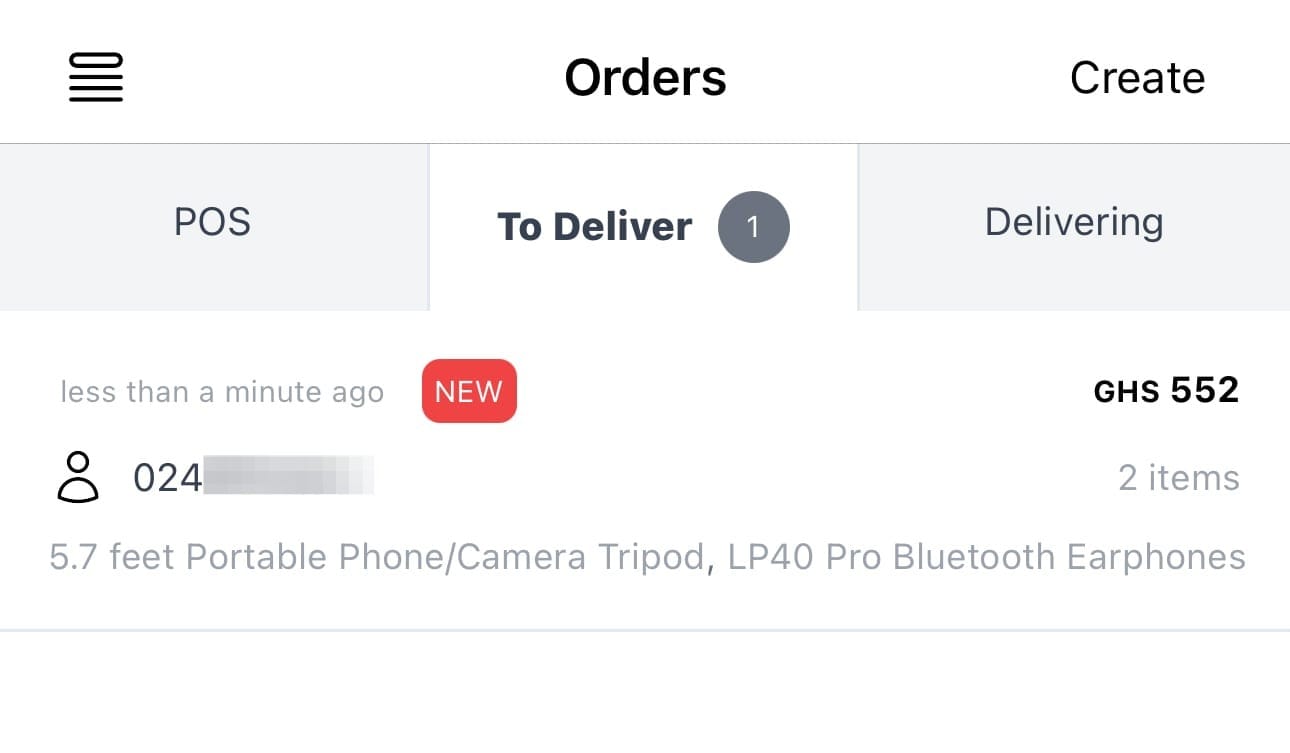 Orders
Create
POS
To Deliver 1
Delivering
less than a minute ago NEW GHS 552
024
2 items
5.7 feet Portable Phone/Camera Tripod, LP40 Pro Bluetooth Earphones